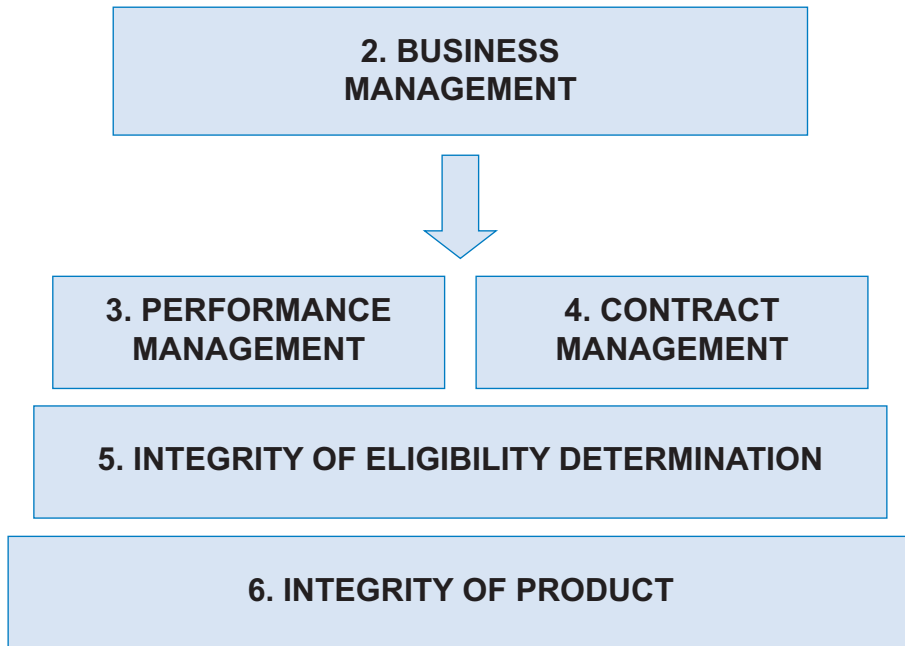 2. BUSINESS
MANAGEMENT
3. PERFORMANCE
MANAGEMENT
4. CONTRACT
MANAGEMENT
5. INTEGRITY OF ELIGIBILITY DETERMINATION
6. INTEGRITY OF PRODUCT